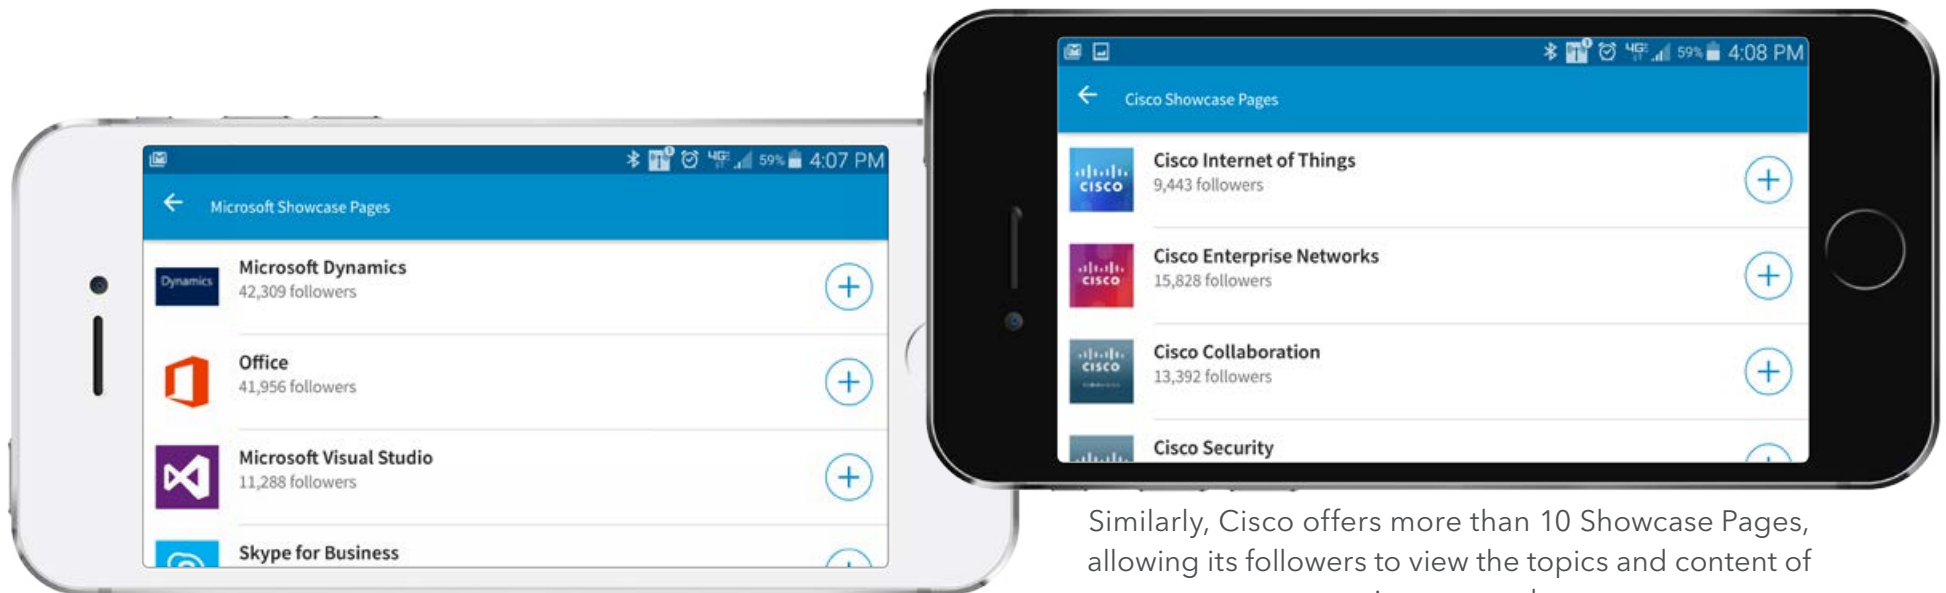 4:07 PM
59%
Microsoft Showcase Pages
Dynamics
Microsoft Dynamics
42,309 followers
Office
41,956 followers
Microsoft Visual Studio
11,288 followers
Skype for Business
4G
59%
4:08 PM
Cisco Showcase Pages
CISCO
Cisco Internet of Things
9,443 followers
CISCO
Cisco Enterprise Networks
15,828 followers
CISCO
Cisco Collaboration
13,392 followers
Cisco Security
Similarly, Cisco offers more than 10 Showcase Pages,
allowing its followers to view the topics and content of